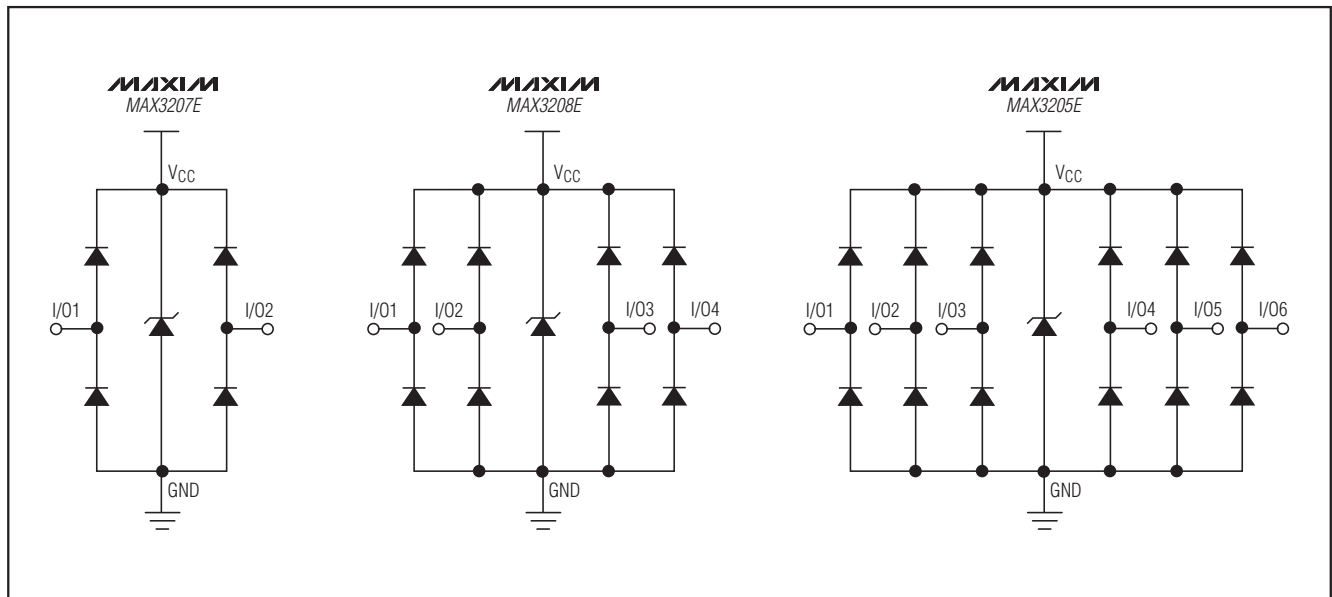 MAXIM
MAX3207E
VCC
I/O1
I/O2
GND
MAXIM
MAX3208E
VCC
I/O1
I/O2
I/O3
I/O4
GND
MAXIM
MAX3205E
VCC
I/O1
I/O2
I/O3
I/O4
I/O5
I/O6
GND